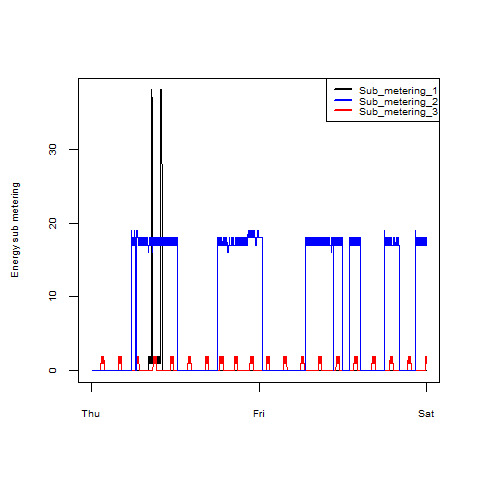 Sub_metering_1
Sub_metering_2
Sub_metering_3
Energy sub metering
30
20
10
0
Thu
Fri
Sat